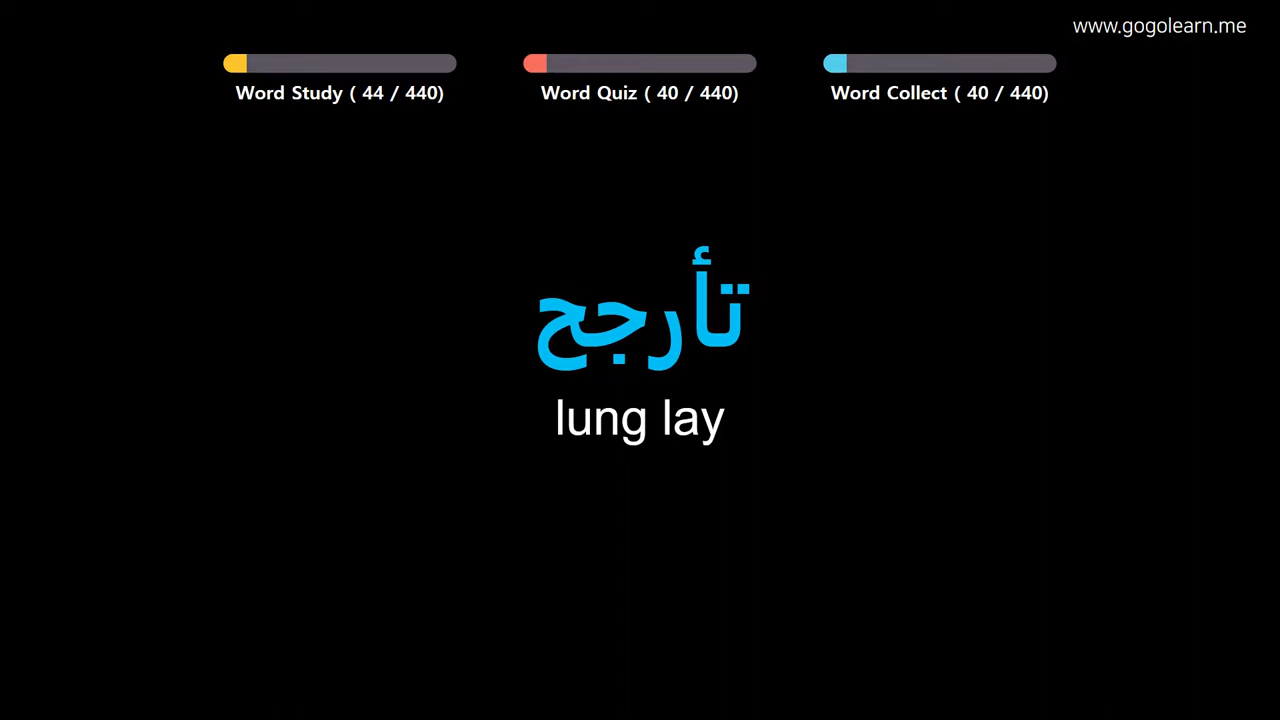 www.gogolearn.me
Word Study ( 44 / 440)
Word Quiz ( 40 / 440)
Word Collect ( 40 / 440)
تأرجح
lung lay